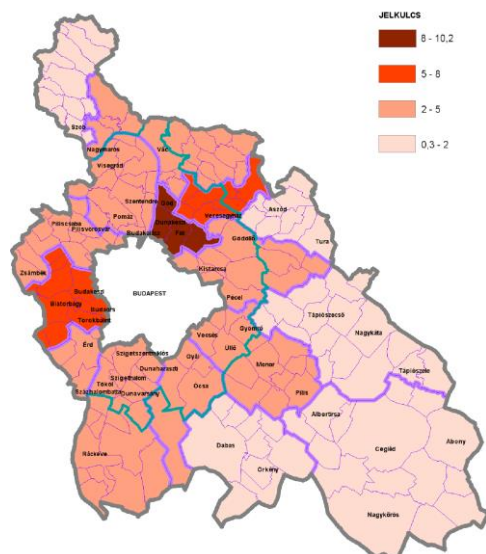 JELKULCS
8 - 10,2
5 - 8
2 - 5
0,3 - 2
Szob
Nagymaros
Vác
Visegrád
Szentendre
Göd
Dunakeszi
Fót
Veresegyház
Aszód
Piliscsaba
Pilisvörösvár
Pomáz
Budakalász
Gödöllő
Tura
Zsámbék
Kistarcsa
Budakeszi
Biatorbágy
Budaörs
Törökbálint
BUDAPEST
Pécel
Tápiószecső
Nagykáta
Gyömrő
Vecsés
Üllő
Érd
Szigetszentmiklós
Gyál
Dunaharaszti
Monor
Tápiószele
Tököl
Szigethalom
Százhalombatta
Dunavarsány
Ócsa
Pilis
Albertirsa
Ráckeve
Dabas
Örkény
Cegléd
Abony
Nagykőrös